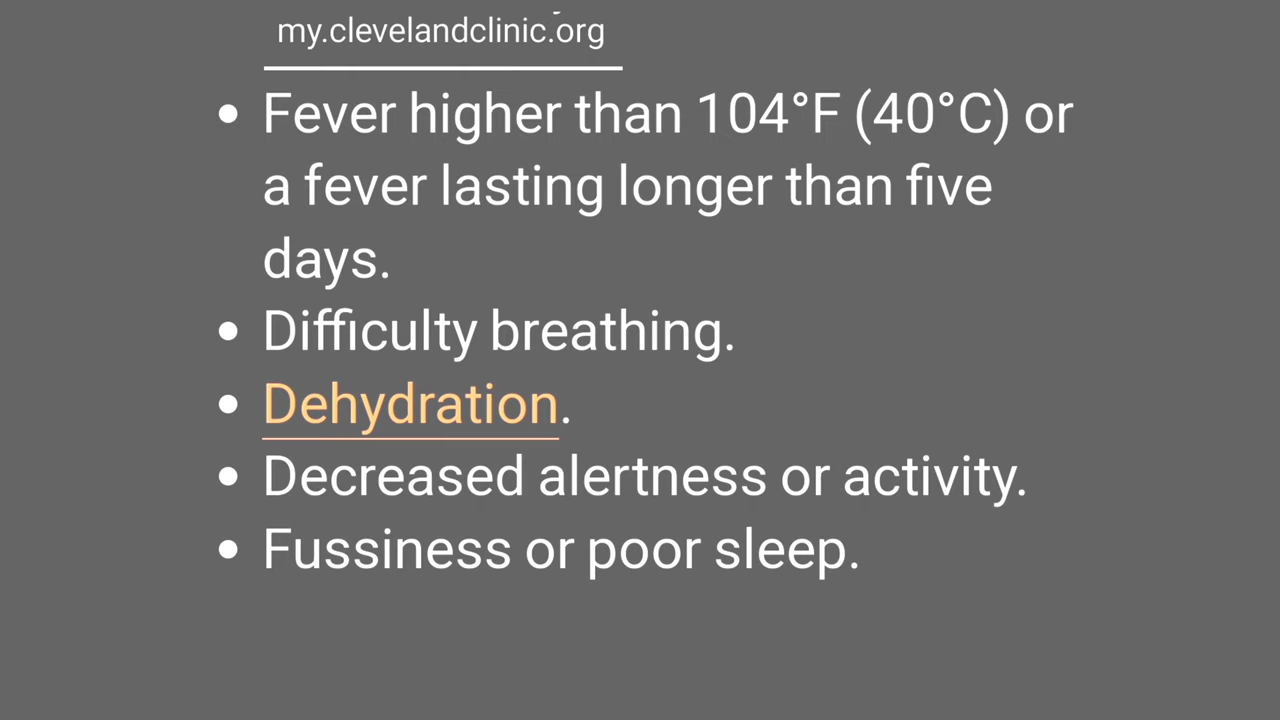 my.clevelandclinic.org
• Fever higher than 104°F (40°C) or
a fever lasting longer than five
days.
• Difficulty breathing.
• Dehydration.
• Decreased alertness or activity.
• Fussiness or poor sleep.